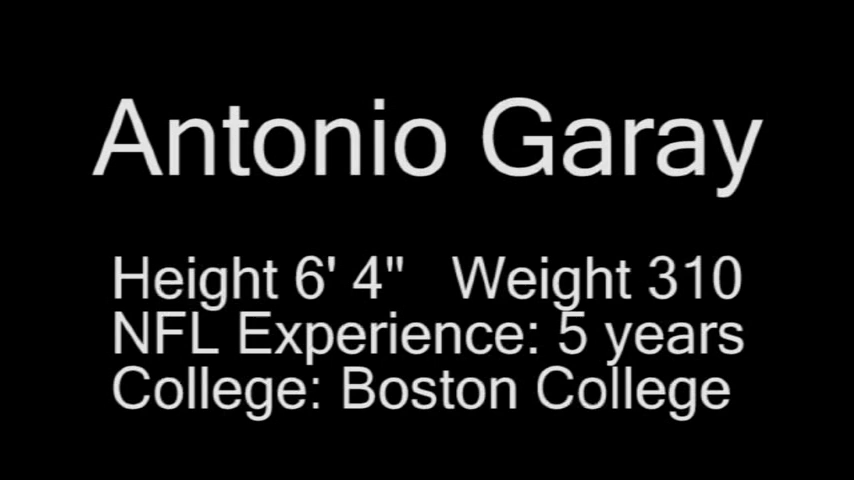 Antonio Garay
Height 6' 4" Weight 310
NFL Experience: 5 years
College: Boston College